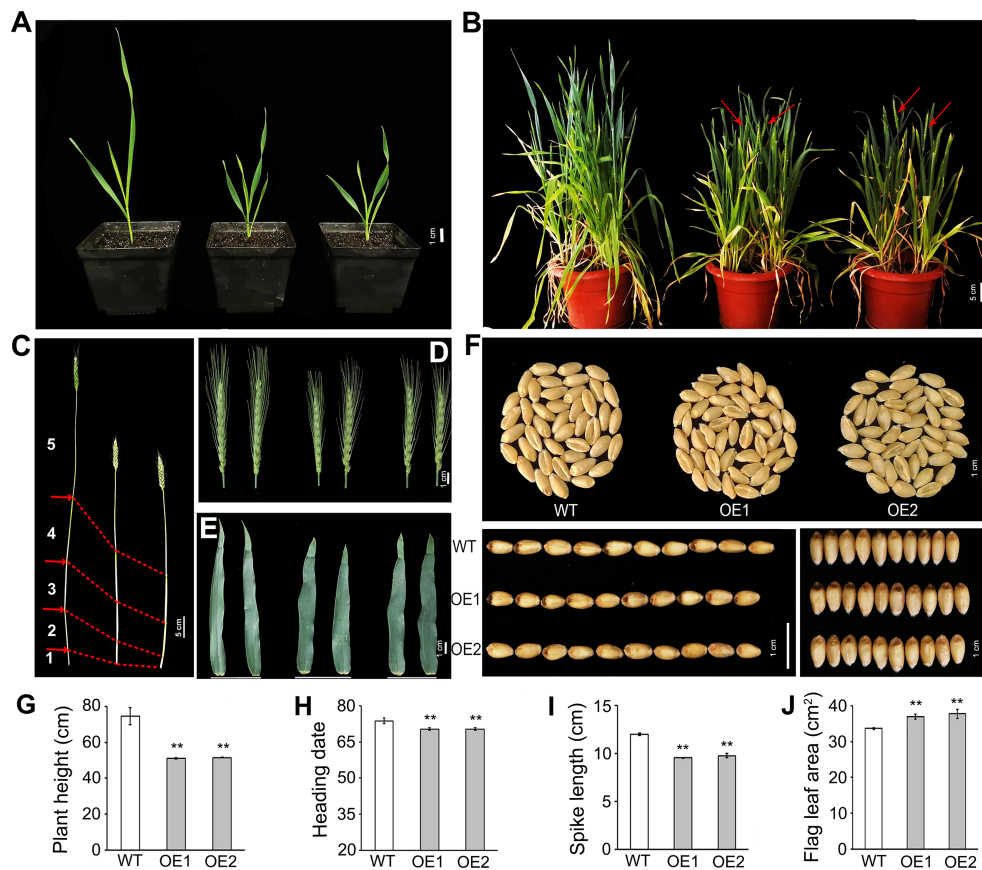 A
B
1 cm
5 cm
C
D
F
5
4
3
2
1
5 cm
1 cm
E
1 cm
WT
OE1
OE2
1 cm
WT
OE1
OE2
1 cm
1 cm
G
Plant height (cm)
80
60
40
20
0
**
**
WT
OE1
OE2
H
Heading date
80
65
50
35
20
**
**
WT
OE1
OE2
I
Spike length (cm)
15
10
5
0
**
**
WT
OE1
OE2
J
Flag leaf area (cm²)
40
30
20
10
0
**
**
WT
OE1
OE2